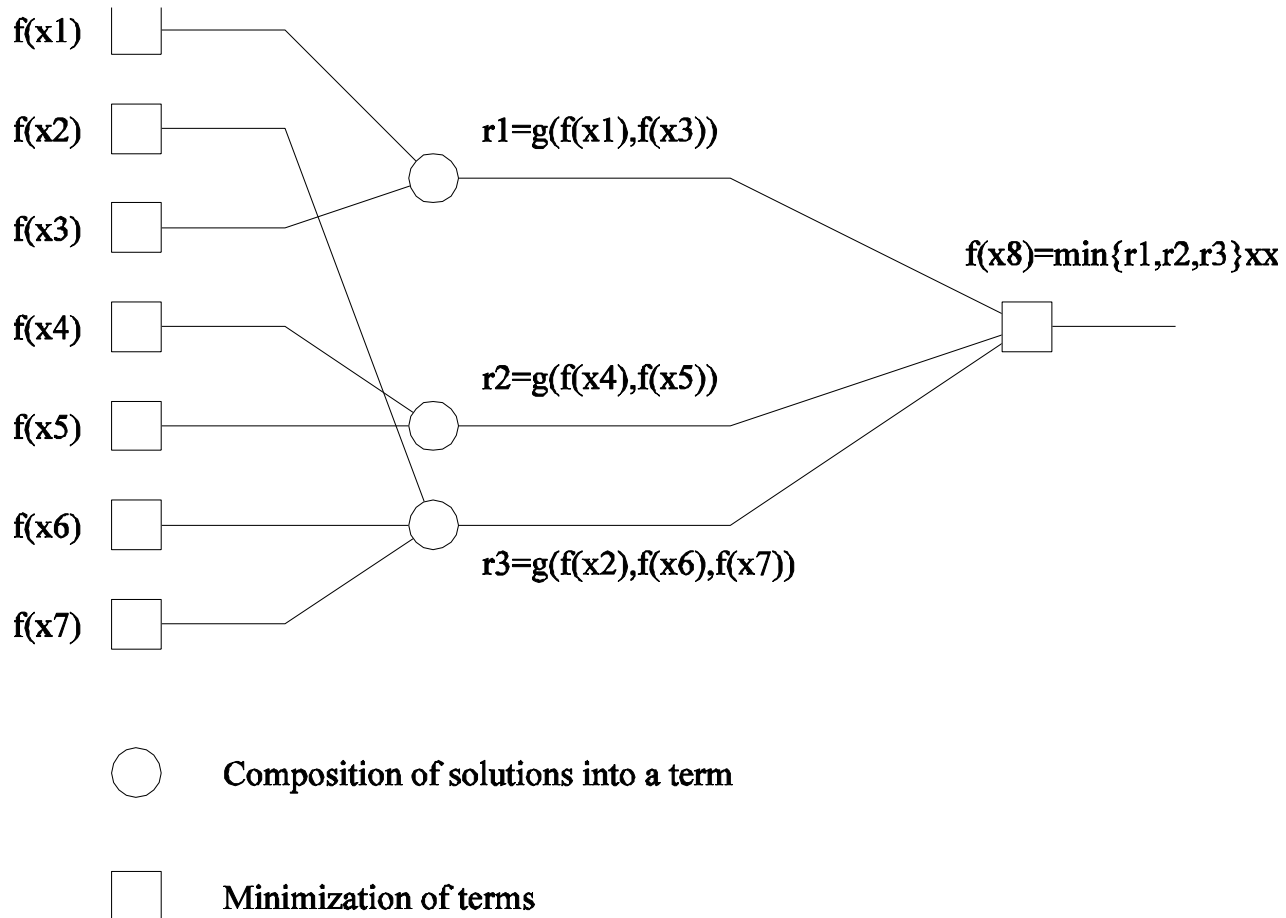 f(x1)
f(x2)
r1=g(f(x1),f(x3))
f(x3)
f(x8)=min{r1,r2,r3}xx
f(x4)
r2=g(f(x4),f(x5))
f(x5)
f(x6)
r3=g(f(x2),f(x6),f(x7))
f(x7)
Composition of solutions into a term
Minimization of terms